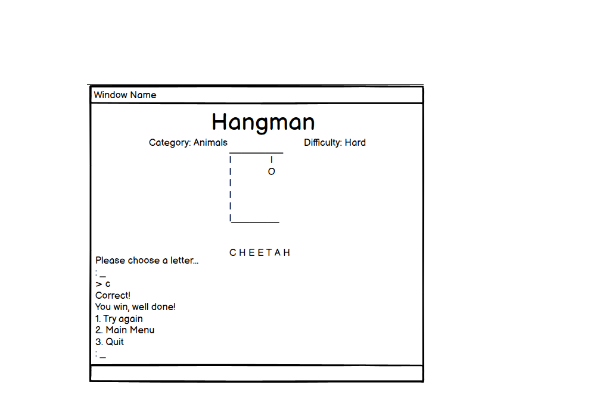 Window Name
Hangman
Category: Animals
Difficulty: Hard
O
C H E E T A H
Please choose a letter...
: _
> c
Correct!
You win, well done!
1. Try again
2. Main Menu
3. Quit
: _